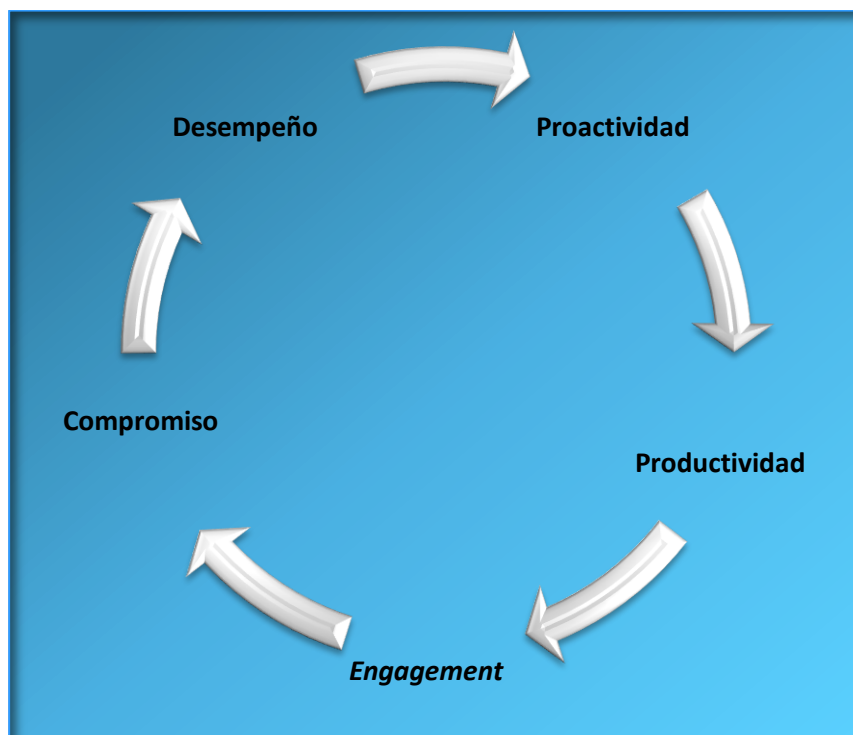 Desempeño
Proactividad
Compromiso
Productividad
Engagement